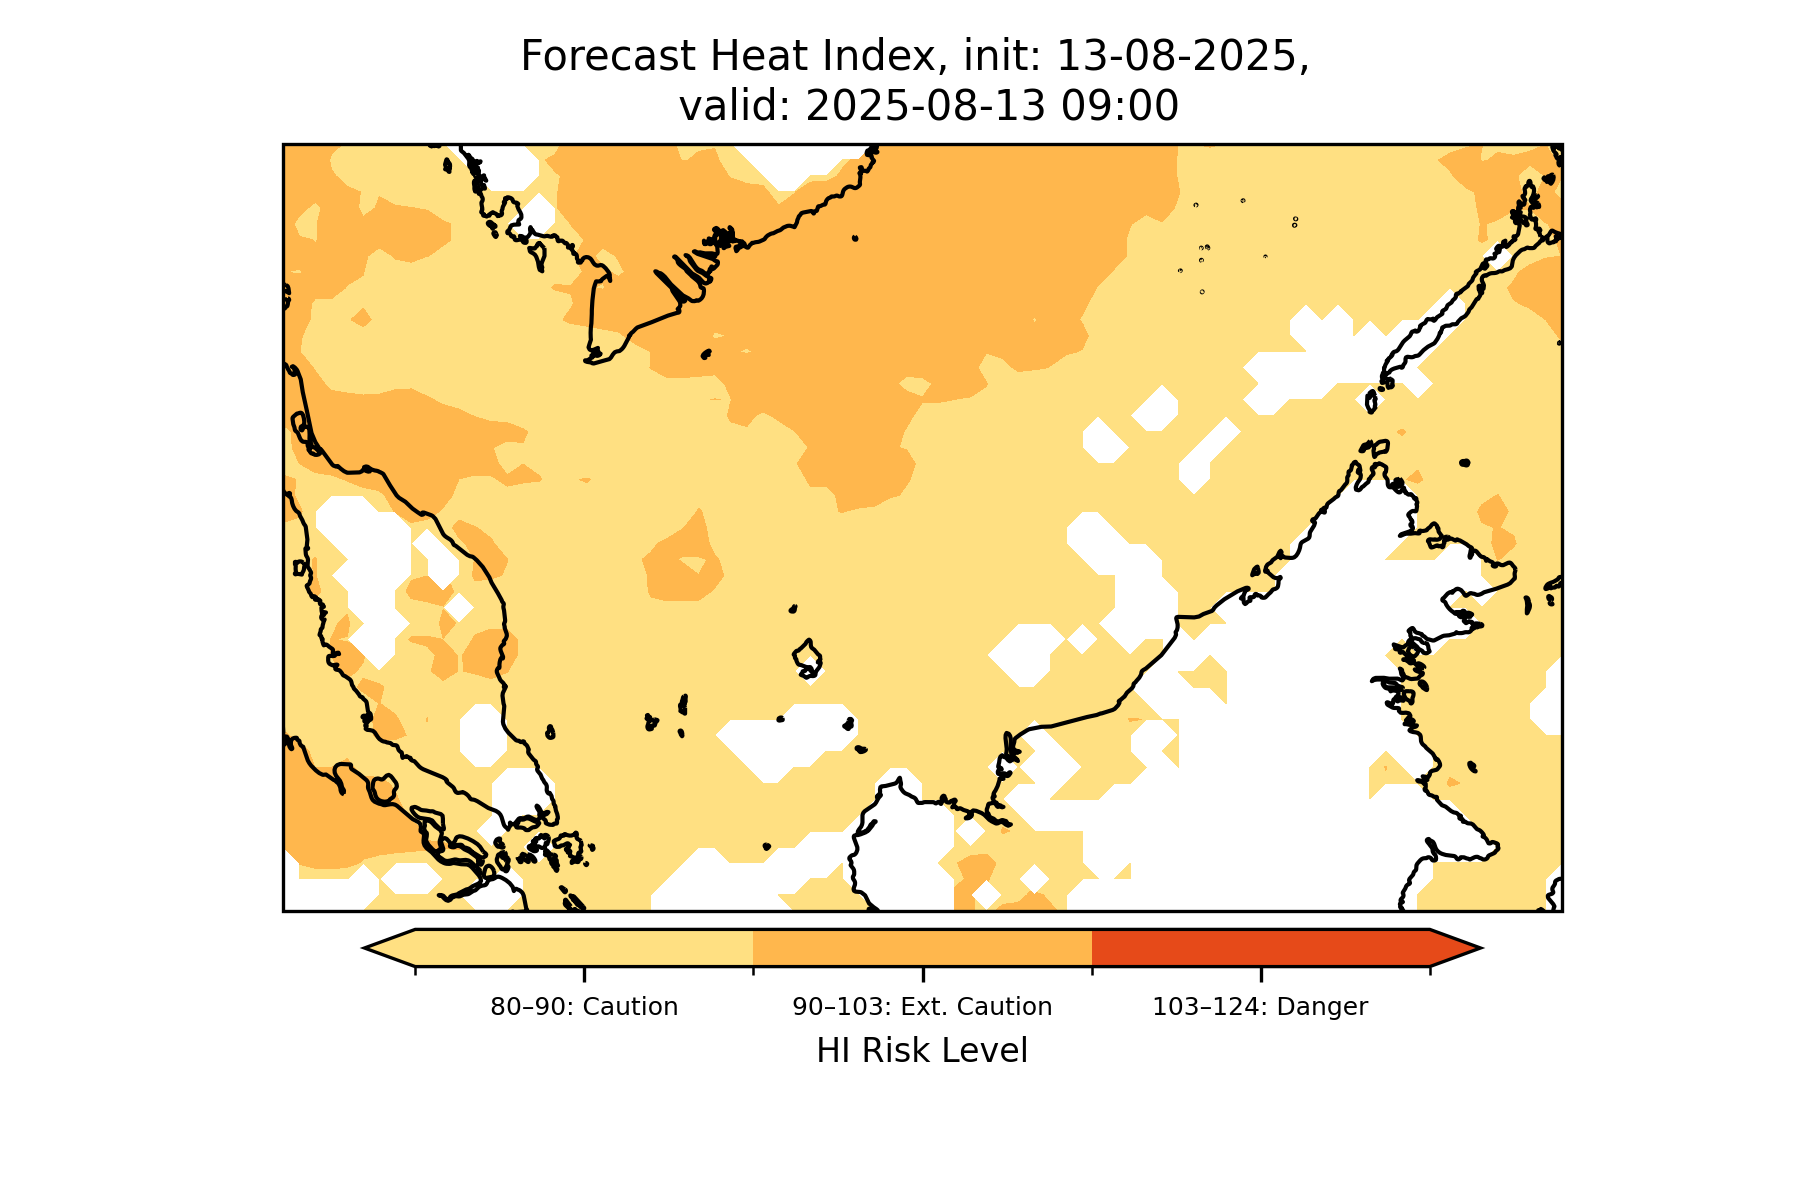 Forecast Heat Index, init: 13-08-2025,
valid: 2025-08-13 09:00
80–90: Caution
90–103: Ext. Caution
103–124: Danger
HI Risk Level